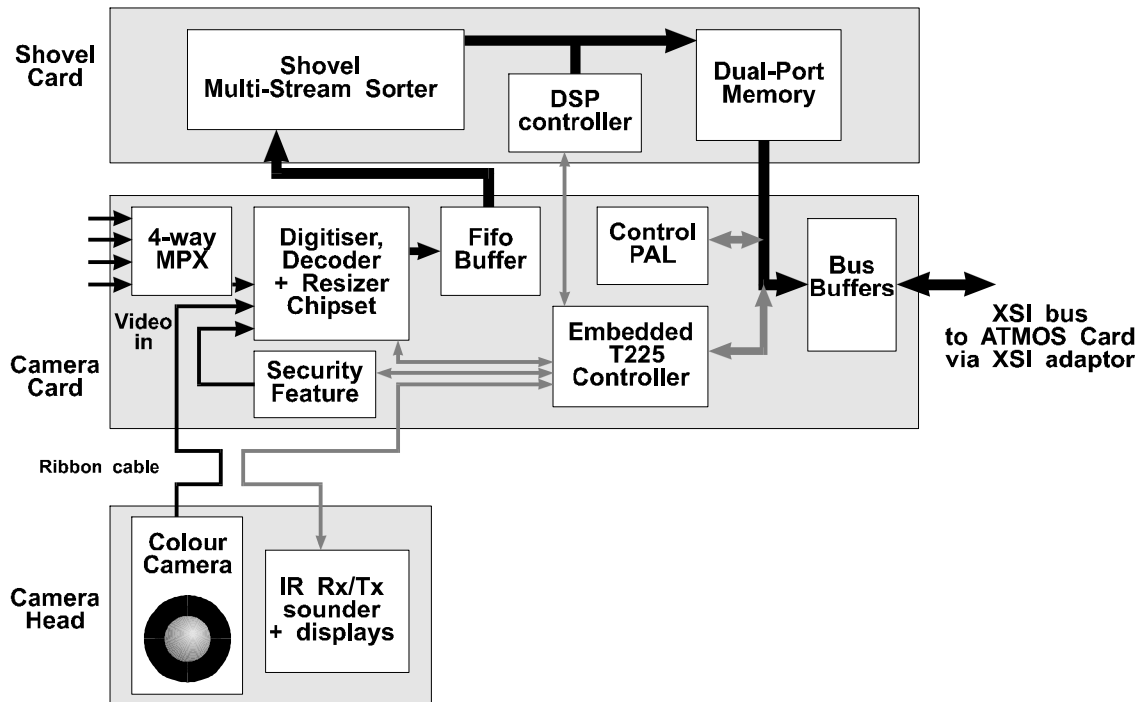 Shovel
Card
Shovel
Multi-Stream Sorter
DSP
controller
Dual-Port
Memory
Camera
Card
4-way
MPX
Video
in
Digitiser,
Decoder
+ Resizer
Chipset
Fifo
Buffer
Security
Feature
Control
PAL
Embedded
T225
Controller
Bus
Buffers
XSI bus
to ATMOS Card
via XSI adaptor
Ribbon cable
Camera
Head
Colour
Camera
IR Rx/Tx
sounder
+ displays